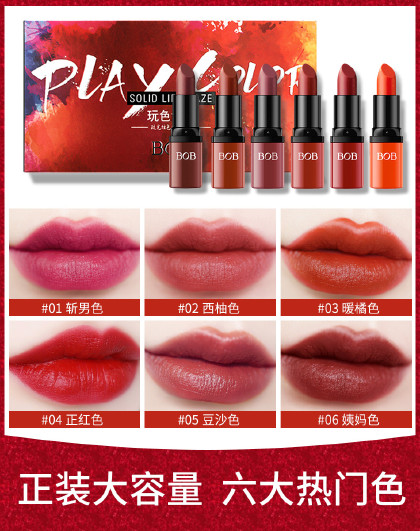 PLAY COLOR
SOLID LIP GLAZE
玩色
BOB BOB BOB BOB BOB BOB
#01 斩男色
#02 西柚色
#03 暖橘色
#04 正红色
#05 豆沙色
#06 姨妈色
正装大容量 六大热门色